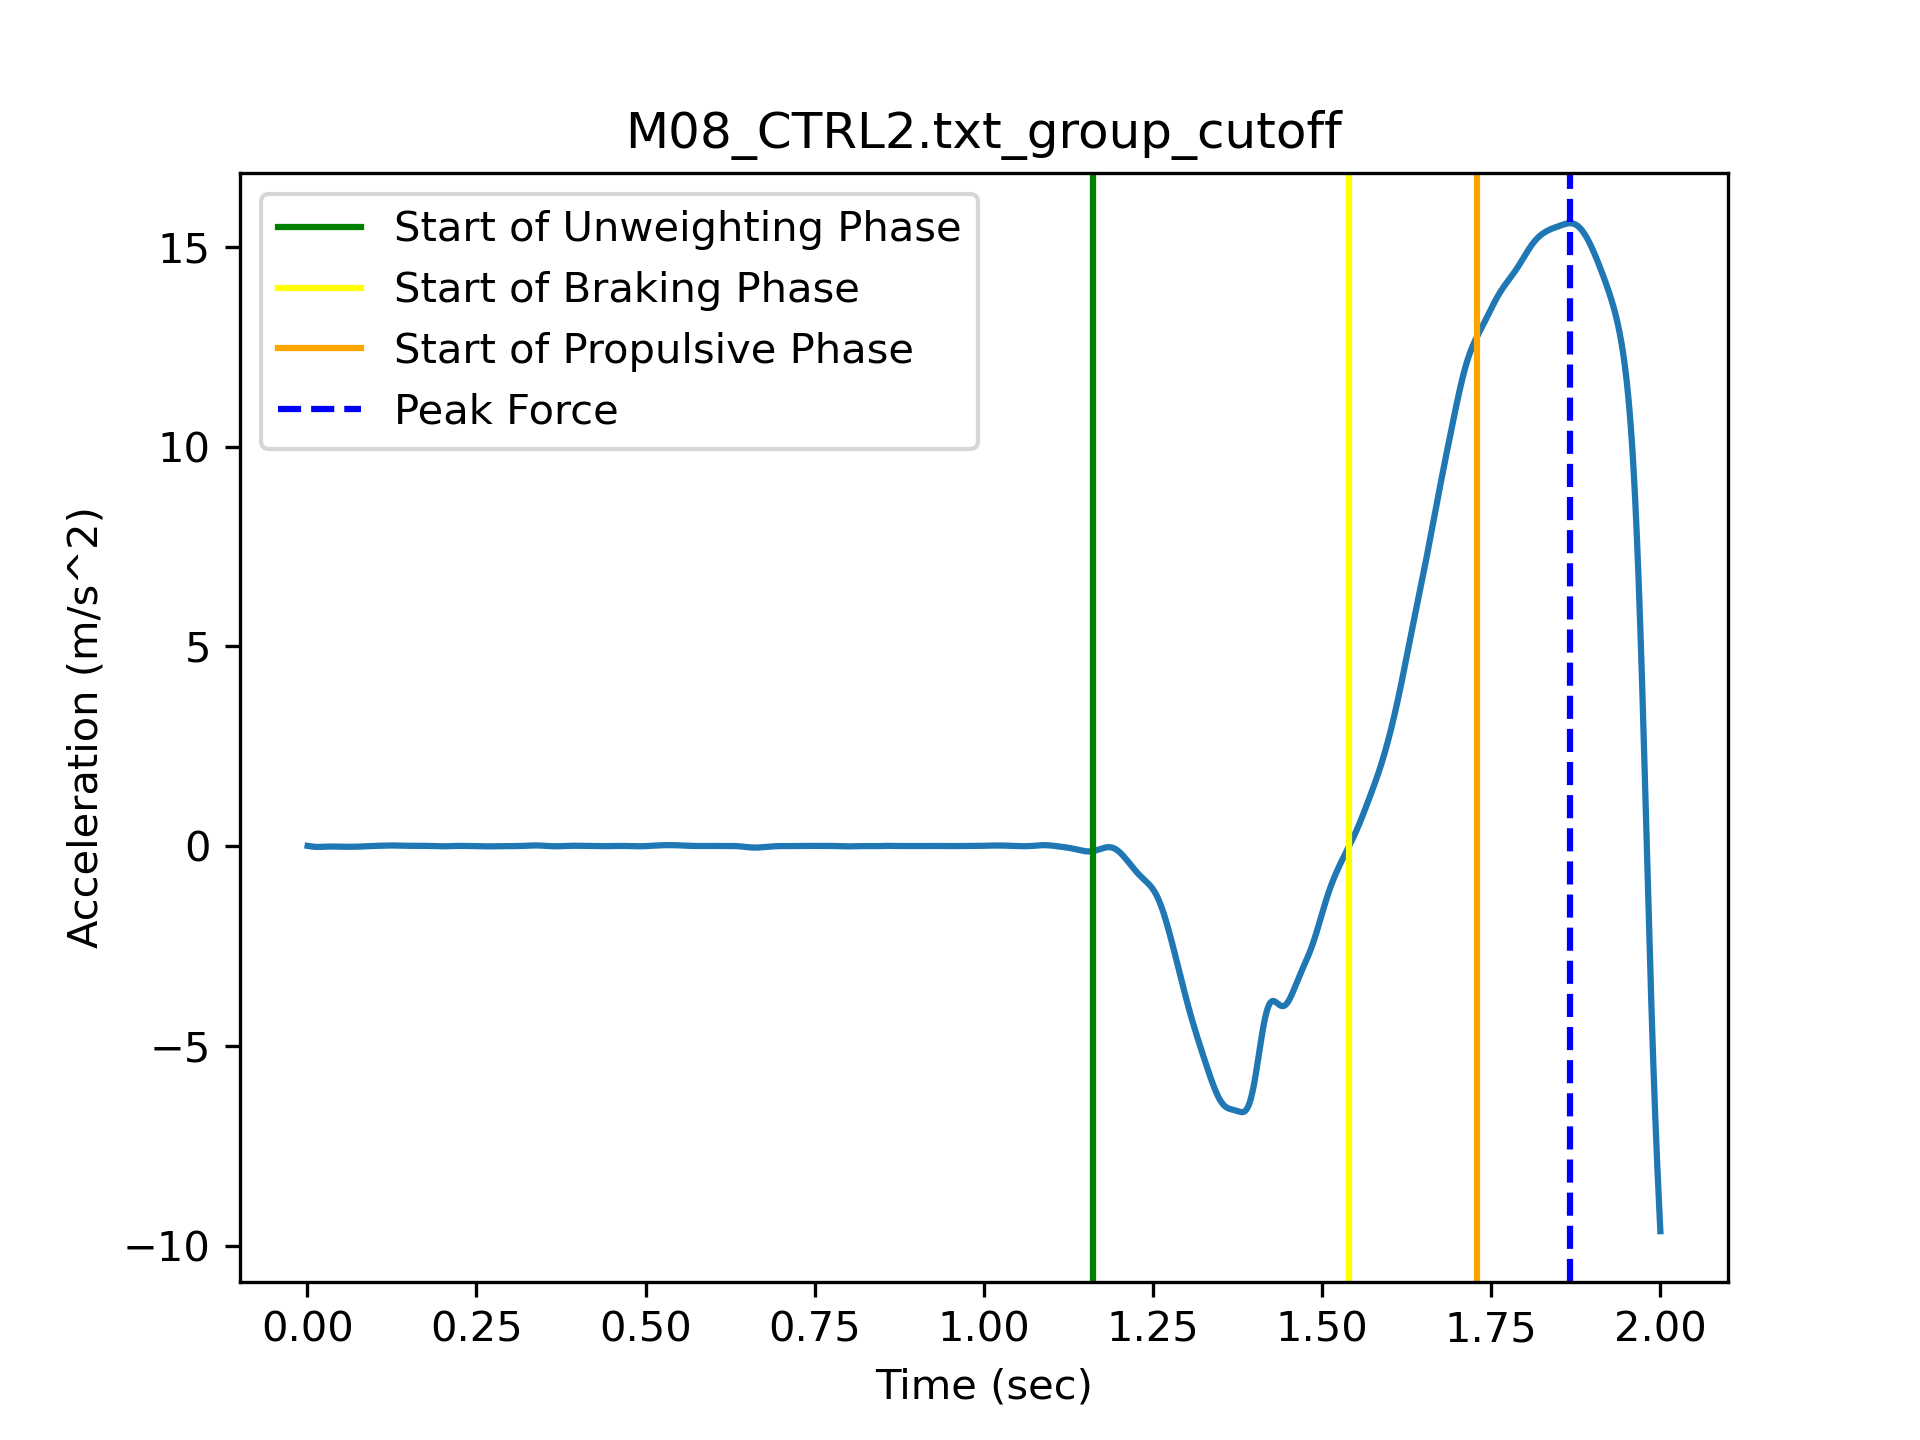 M08_CTRL2.txt_group_cutoff
Start of Unweighting Phase
Start of Braking Phase
Start of Propulsive Phase
Peak Force
15
10
5
0
−5
−10
Acceleration (m/s^2)
0.00 0.25 0.50 0.75 1.00 1.25 1.50 1.75 2.00
Time (sec)